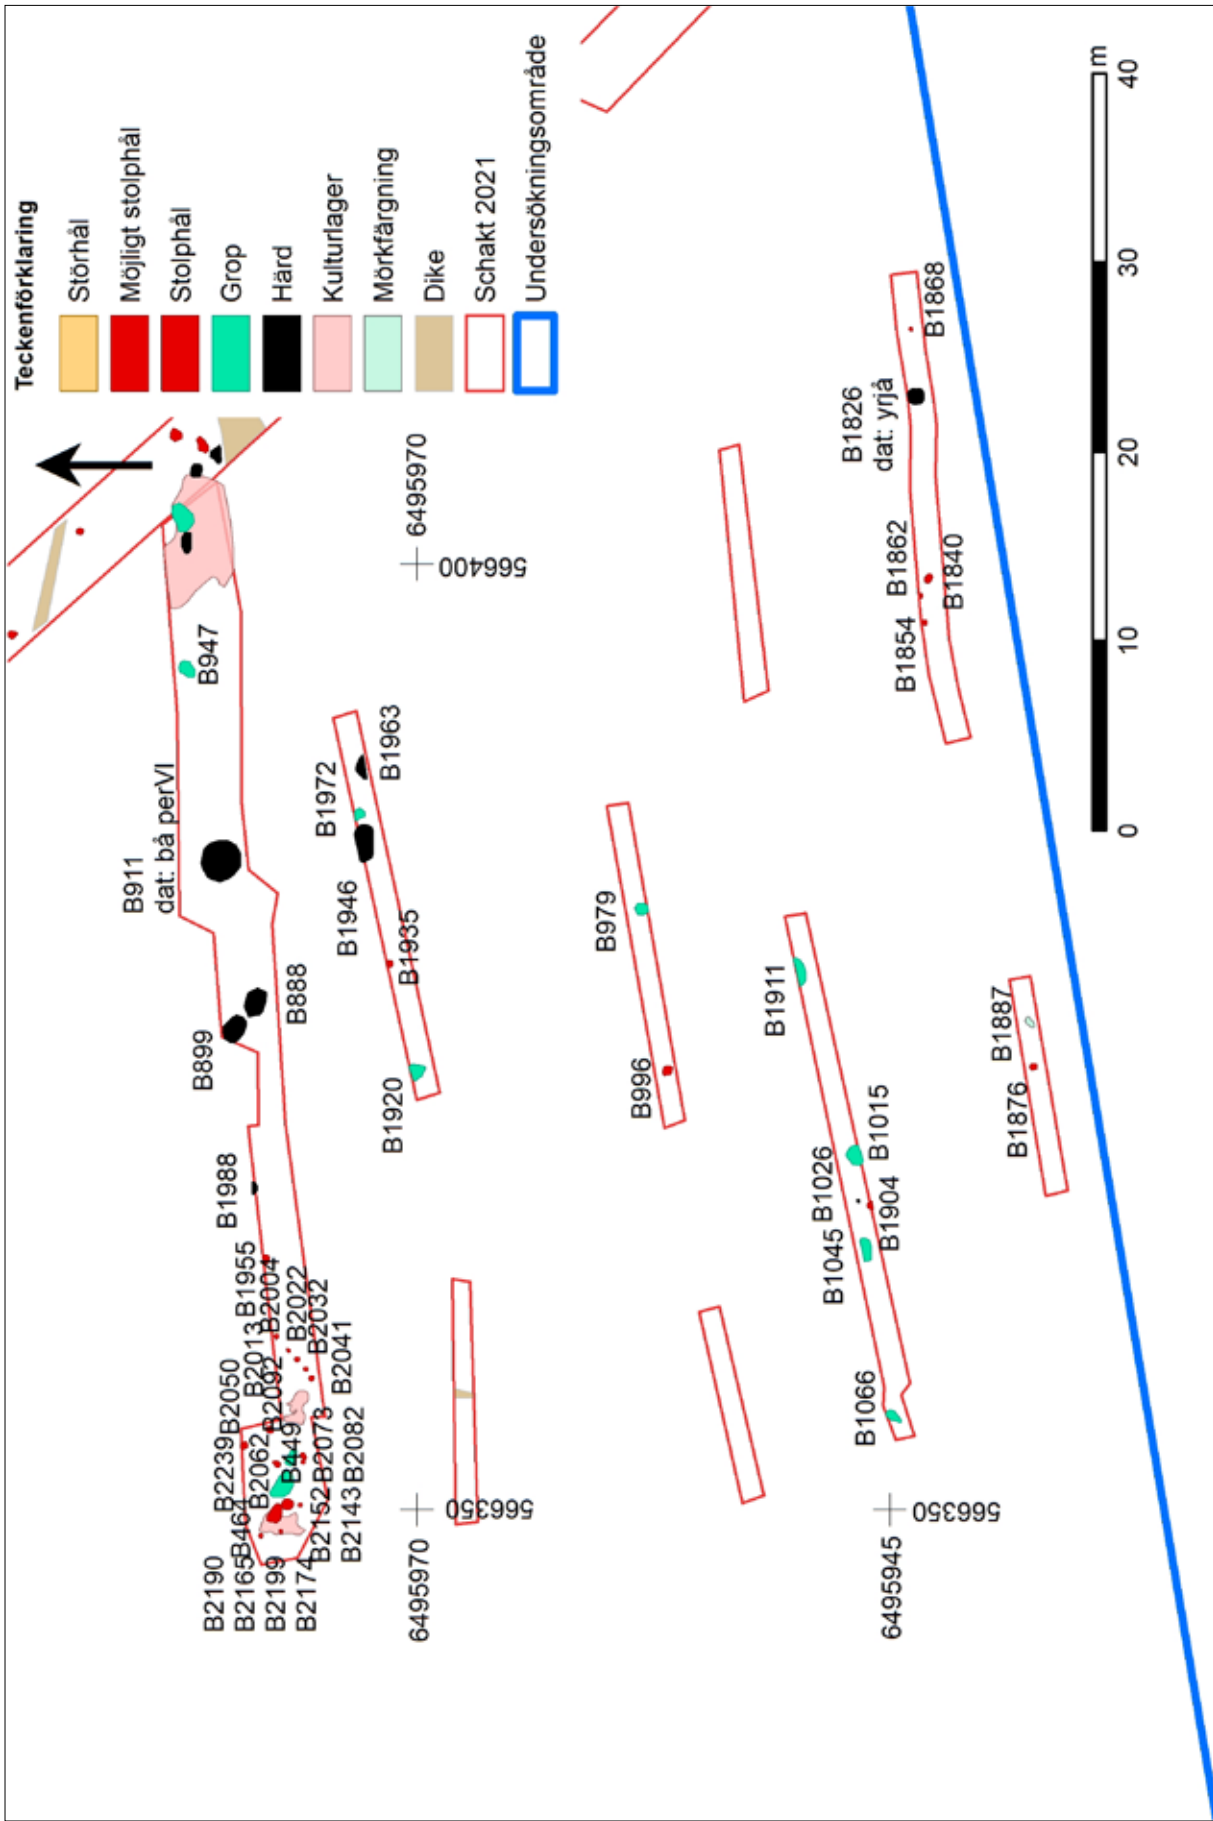 Teckenförklaring
Störhål
Möjligt stolphål
Stolphål
Grop
Härd
Kulturlager
Mörkfärgning
Dike
Schakt 2021
Undersökningsområde
B911
dat: bå perVI
B947
B899
B888
B1988
B1955
B2004
B2022
B2032
B2013
B2092
B2041
B2050
B2239
B2062
B449
B2073
B2082
B464
B2152
B2143
B2190
B2165
B2199
B2174
B1972
B1963
B1946
B1935
B1920
6495970
566400
6495970
566350
B979
B996
B1911
B1026
B1015
B1045
B1904
B1066
6495945
566350
B1887
B1876
B1826
dat: yrjå
B1868
B1862
B1854
B1840
0 10 20 30 40
m